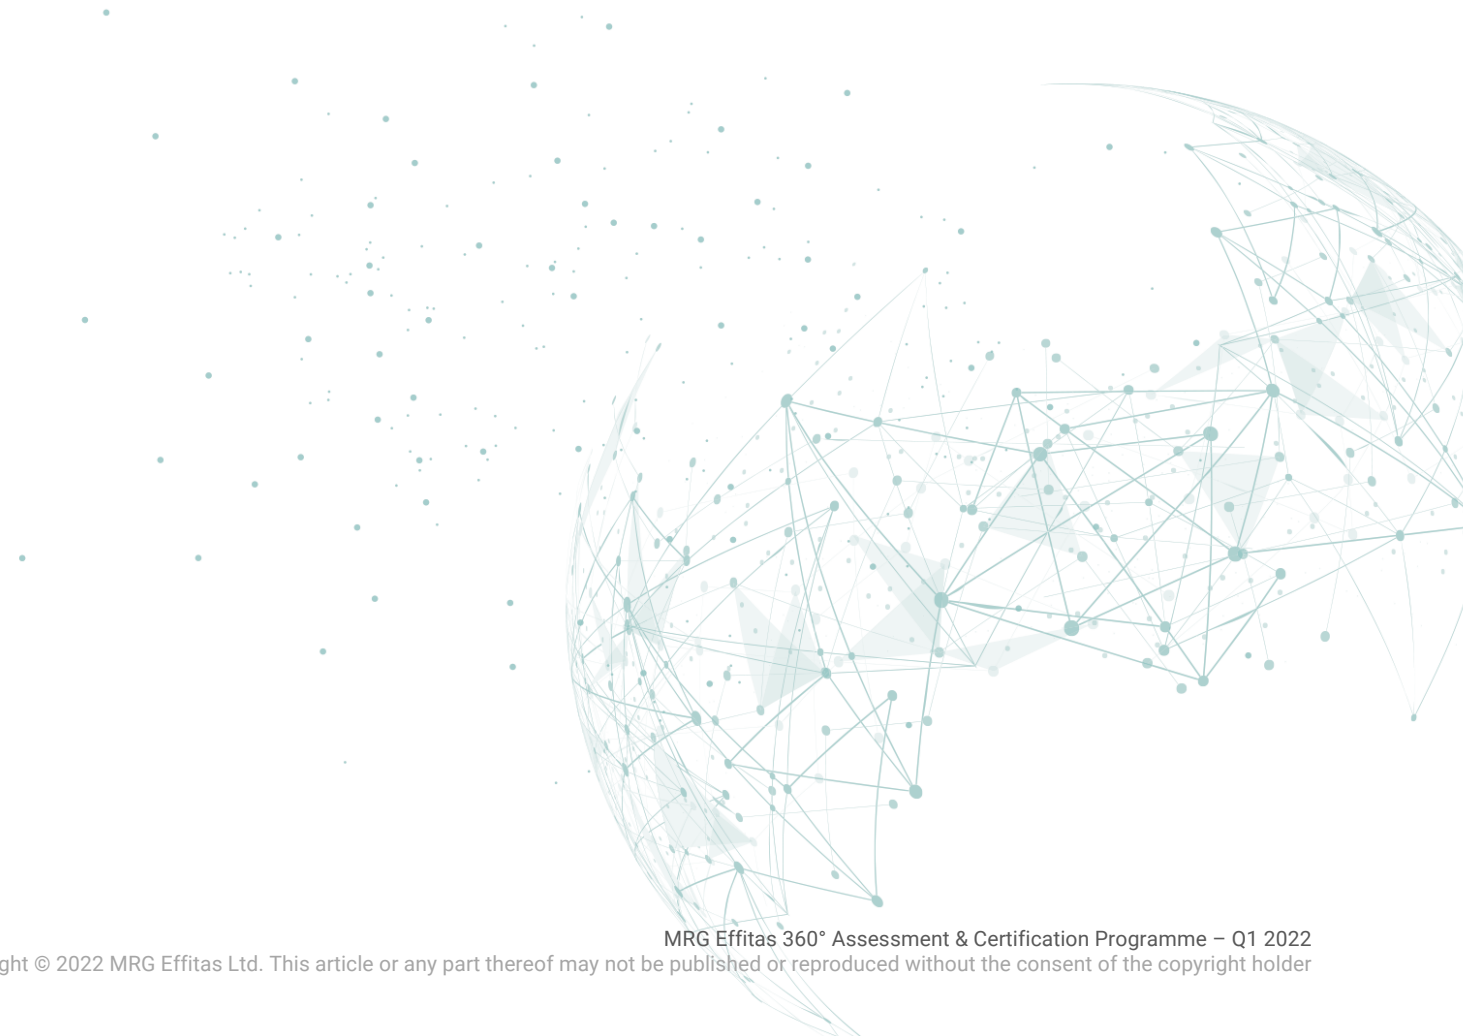 MRG Effitas 360° Assessment & Certification Programme – Q1 2022
ght © 2022 MRG Effitas Ltd. This article or any part thereof may not be published or reproduced without the consent of the copyright holder